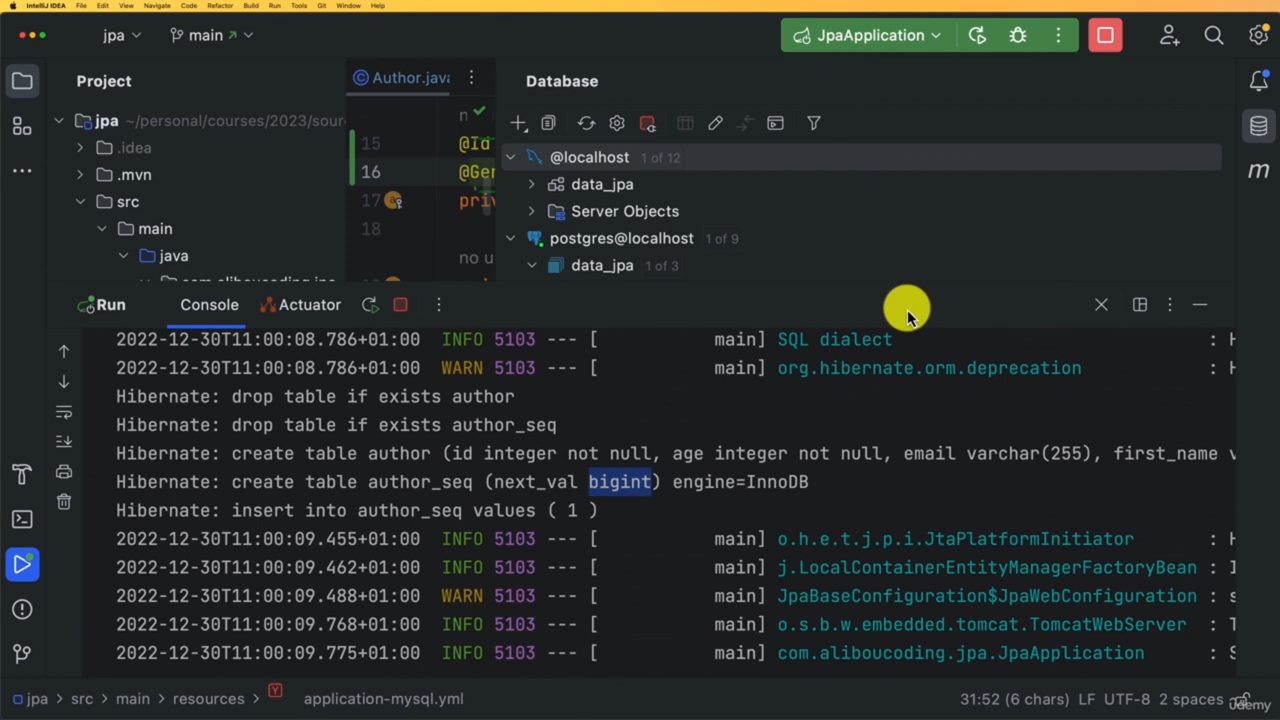 IntelliJ IDEA File Edit View Navigate Code Refactor Build Run Tools Git Window Help
jpa main JpaApplication
Project
Author.java
Database
jpa ~/personal/courses/2023/sour
.idea
.mvn
src
main
java
15 @Id
16 @Gen
17 priv
18
no u
@localhost 1 of 12
data_jpa
Server Objects
postgres@localhost 1 of 9
data_jpa 1 of 3
Run Console Actuator
2022-12-30T11:00:08.786+01:00 INFO 5103 --- [ main] SQL dialect : H
2022-12-30T11:00:08.786+01:00 WARN 5103 --- [ main] org.hibernate.orm.deprecation : H
Hibernate: drop table if exists author
Hibernate: drop table if exists author_seq
Hibernate: create table author (id integer not null, age integer not null, email varchar(255), first_name v
Hibernate: create table author_seq (next_val bigint) engine=InnoDB
Hibernate: insert into author_seq values ( 1 )
2022-12-30T11:00:09.455+01:00 INFO 5103 --- [ main] o.h.e.t.j.p.i.JtaPlatformInitiator : H
2022-12-30T11:00:09.462+01:00 INFO 5103 --- [ main] j.LocalContainerEntityManagerFactoryBean : I
2022-12-30T11:00:09.488+01:00 WARN 5103 --- [ main] JpaBaseConfiguration$JpaWebConfiguration : s
2022-12-30T11:00:09.768+01:00 INFO 5103 --- [ main] o.s.b.w.embedded.tomcat.TomcatWebServer : T
2022-12-30T11:00:09.775+01:00 INFO 5103 --- [ main] com.aliboucoding.jpa.JpaApplication : S
jpa > src > main > resources > application-mysql.yml 31:52 (6 chars) LF UTF-8 2 spaces
udemy